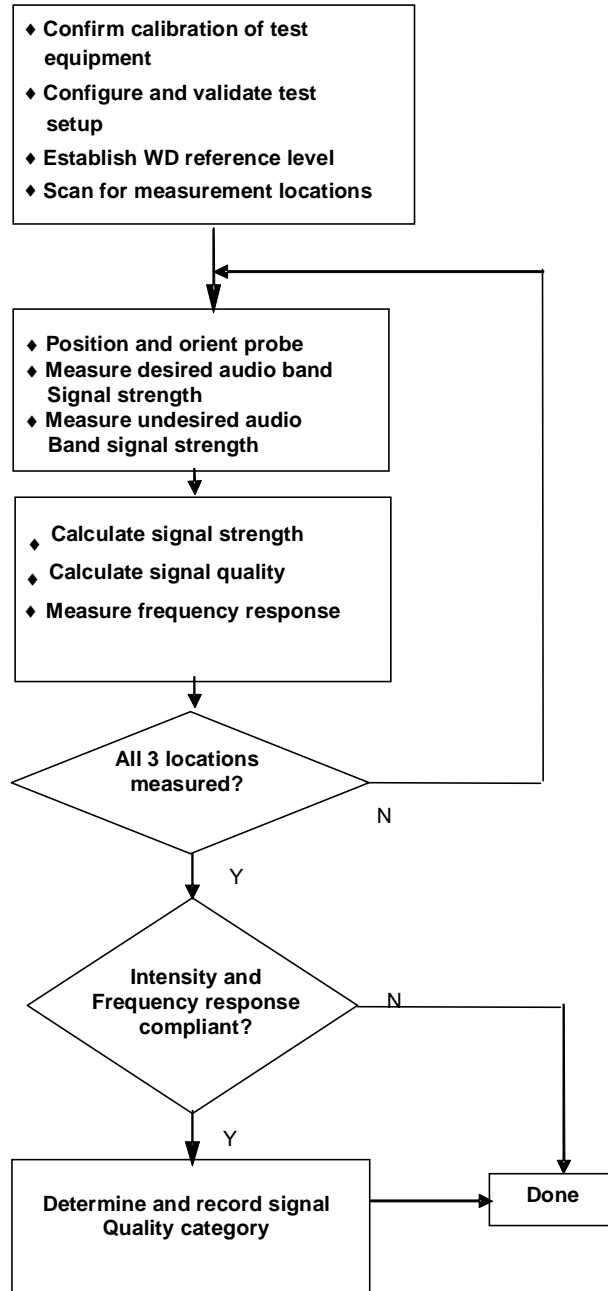 ♦ Confirm calibration of test
equipment
♦ Configure and validate test
setup
♦ Establish WD reference level
♦ Scan for measurement locations
♦ Position and orient probe
♦ Measure desired audio band
Signal strength
♦ Measure undesired audio
Band signal strength
♦ Calculate signal strength
♦ Calculate signal quality
♦ Measure frequency response
All 3 locations
measured?
N
Y
Intensity and
Frequency response
compliant?
N
Y
Determine and record signal
Quality category
Done